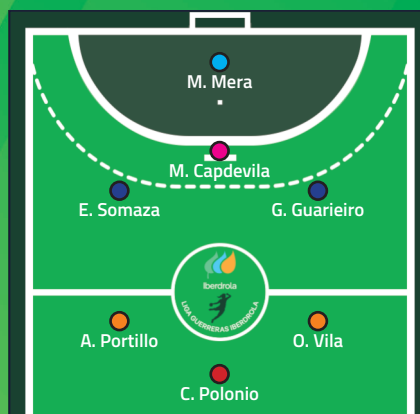 M. Mera
M. Capdevila
E. Somaza
G. Guarieiro
Iberdrola
LIGA GUERRERAS IBERDROLA
A. Portillo
O. Vila
C. Polonio